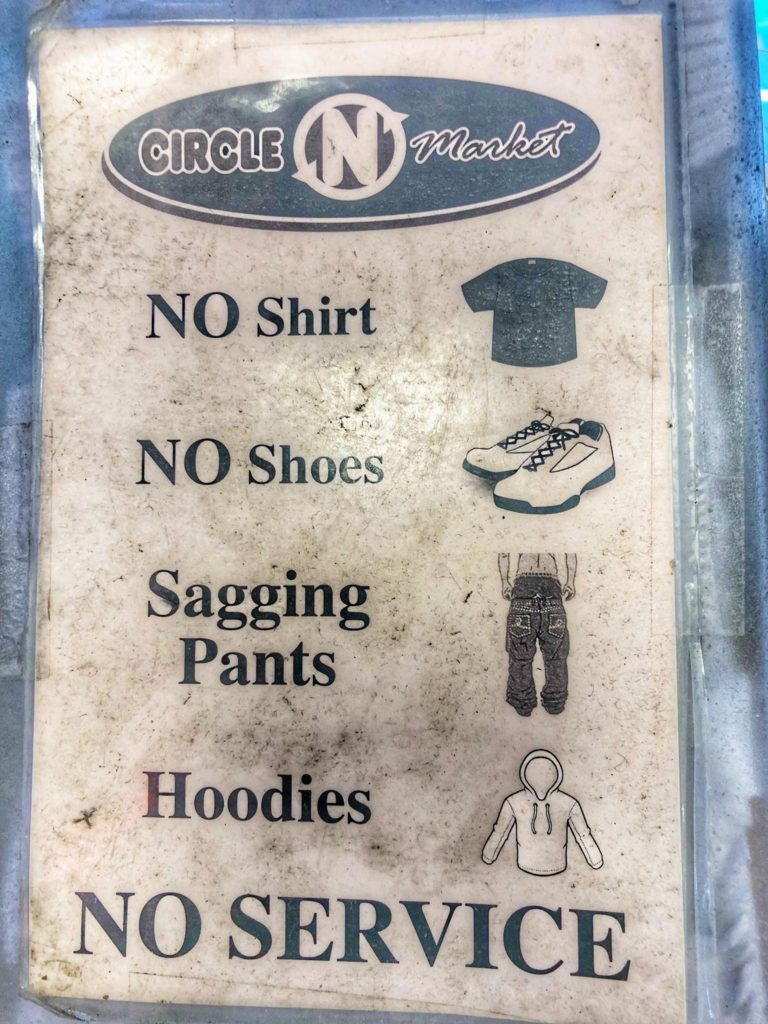 CIRCLE N Market
NO Shirt
NO Shoes
Sagging
Pants
Hoodies
NO SERVICE